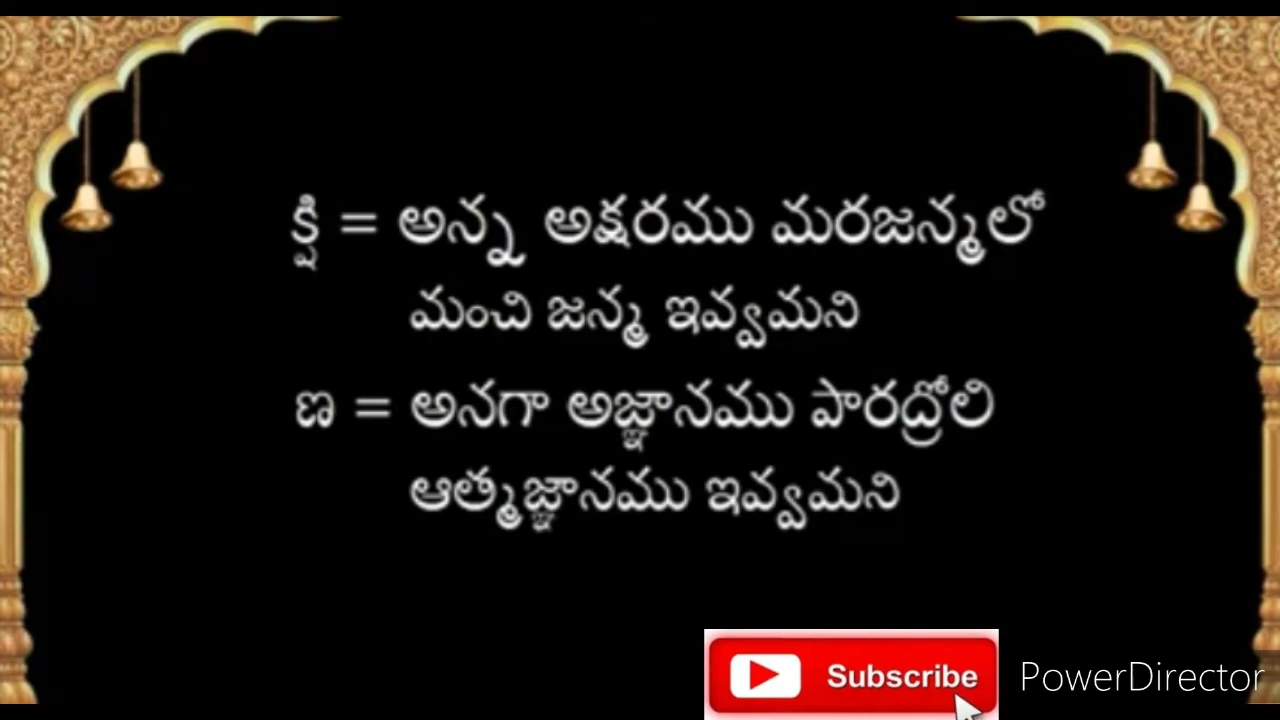 క్షి = అన్న అక్షరము మరజన్మలో
మంచి జన్మ ఇవ్వమని
ణ = అనగా అజ్ఞానము పారద్రోలి
ఆత్మజ్ఞానము ఇవ్వమని
Subscribe
PowerDirector